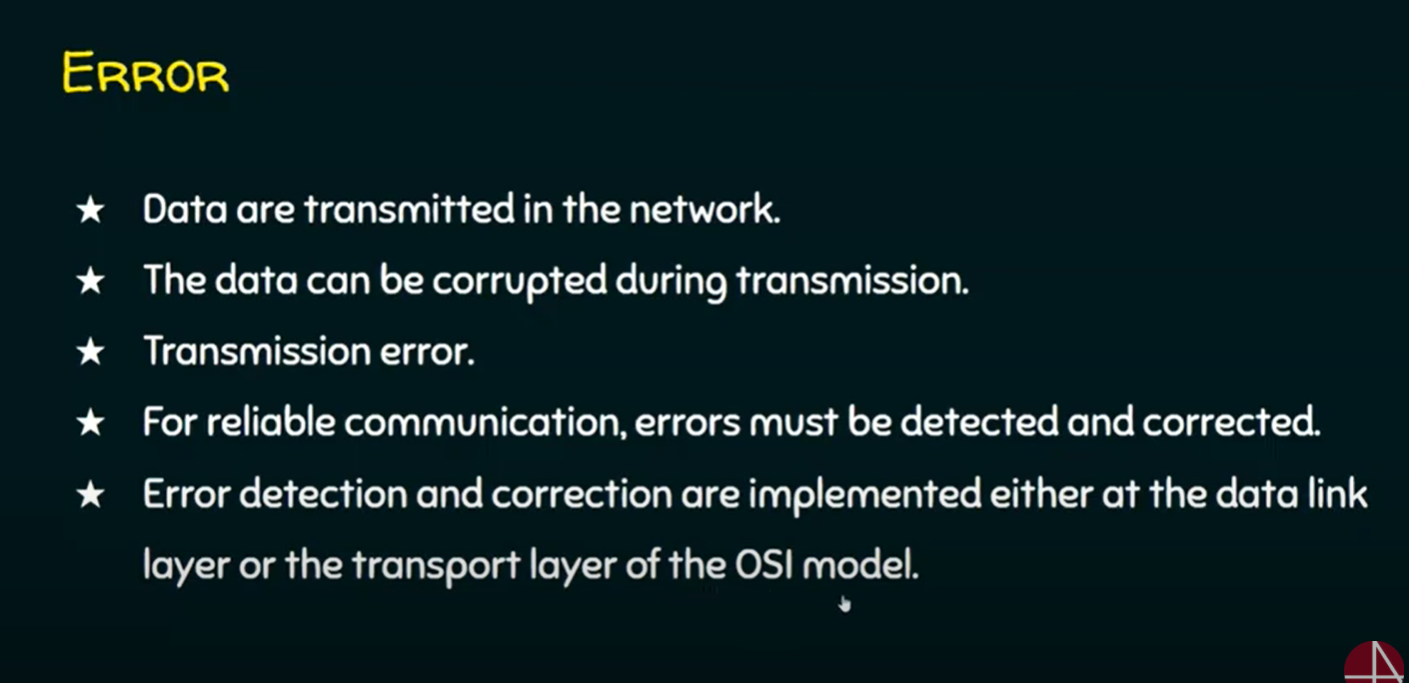 ERROR
★ Data are transmitted in the network.
★ The data can be corrupted during transmission.
★ Transmission error.
★ For reliable communication, errors must be detected and corrected.
★ Error detection and correction are implemented either at the data link
layer or the transport layer of the OSI model.